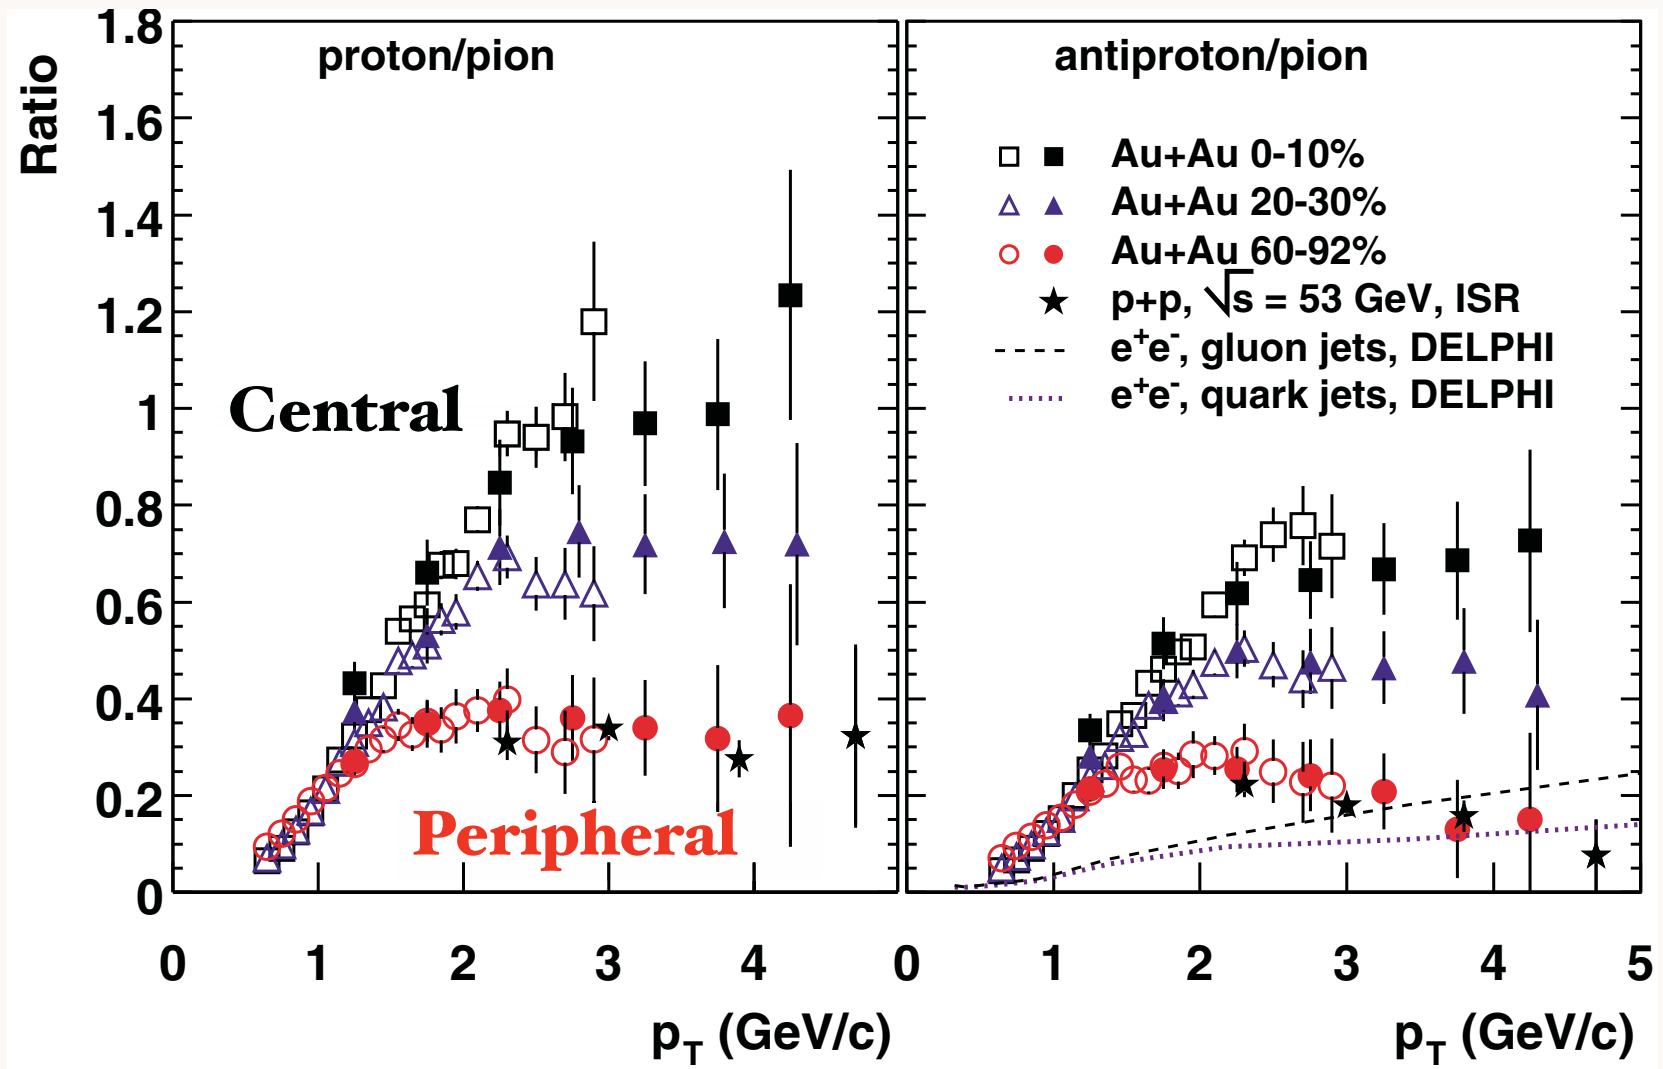 Ratio
1.8
1.6
1.4
1.2
1
0.8
0.6
0.4
0.2
0
proton/pion
Central
Peripheral
0 1 2 3 4
p_T (GeV/c)
antiproton/pion
Au+Au 0-10%
Au+Au 20-30%
Au+Au 60-92%
p+p, √s = 53 GeV, ISR
e⁺e⁻, gluon jets, DELPHI
e⁺e⁻, quark jets, DELPHI
0 1 2 3 4 5
p_T (GeV/c)